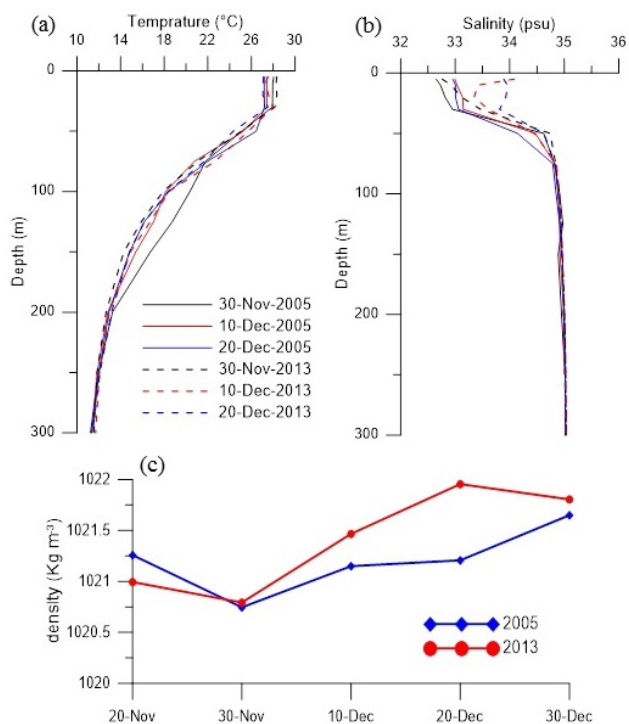 (a) Temprature (°C)
10 14 18 22 26 30
0
100
200
300
Depth (m)
30-Nov-2005
10-Dec-2005
20-Dec-2005
30-Nov-2013
10-Dec-2013
20-Dec-2013
(b) Salinity (psu)
32 33 34 35 36
0
100
200
300
Depth (m)
(c)
1022
1021.5
1021
1020.5
1020
density (Kg m-3)
2005
2013
20-Nov 30-Nov 10-Dec 20-Dec 30-Dec